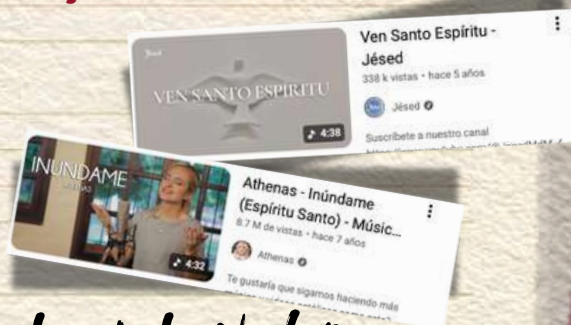 Jésed
VEN SANTO ESPIRITU
4:38
Ven Santo Espíritu -
Jésed
338 k vistas • hace 5 años
Jésed
Suscríbete a nuestro canal
INÚNDAME
4:32
Athenas - Inúndame
(Espíritu Santo) - Músic...
8.7 M de vistas • hace 7 años
Athenas
Te gustaría que sigamos haciendo más